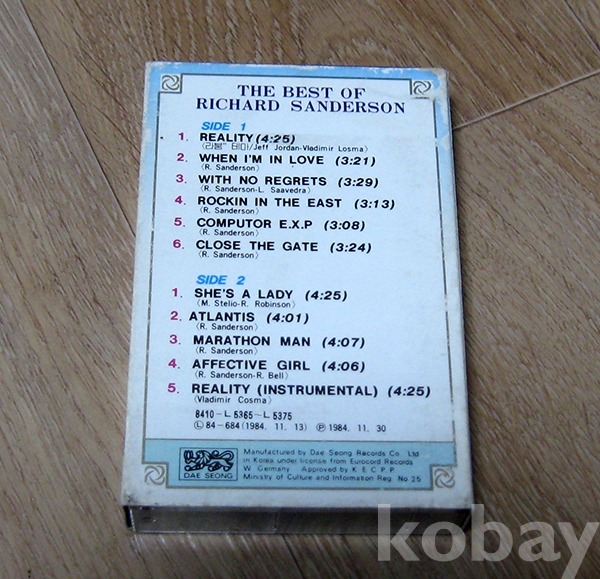 THE BEST OF
RICHARD SANDERSON
SIDE 1
1. REALITY (4:25)
(라붐" 테마/Jeff Jordan-Vladimir Losma)
2. WHEN I'M IN LOVE (3:21)
(R. Sanderson)
3. WITH NO REGRETS (3:29)
(R. Sanderson-L. Saavedra)
4. ROCKIN IN THE EAST (3:13)
(R. Sanderson)
5. COMPUTOR E.X.P (3:08)
(R. Sanderson)
6. CLOSE THE GATE (3:24)
(R. Sanderson)
SIDE 2
1. SHE'S A LADY (4:25)
(M. Stelio-R. Robinson)
2. ATLANTIS (4:01)
(R. Sanderson)
3. MARATHON MAN (4:07)
(R. Sanderson)
4. AFFECTIVE GIRL (4:06)
(R. Sanderson-R. Bell)
5. REALITY (INSTRUMENTAL) (4:25)
(Vladimir Cosma)
8410-L 5365~L 5375
Ⓛ84-684(1984. 11. 13) Ⓟ1984. 11. 30
DAE SEONG
Manufactured by Dae Seong Records Co. Ltd
in Korea under license from Eurocord Records
W. Germany Approved by K. E. C. P. P.
Ministry of Culture and Information Reg. No 25
kobay